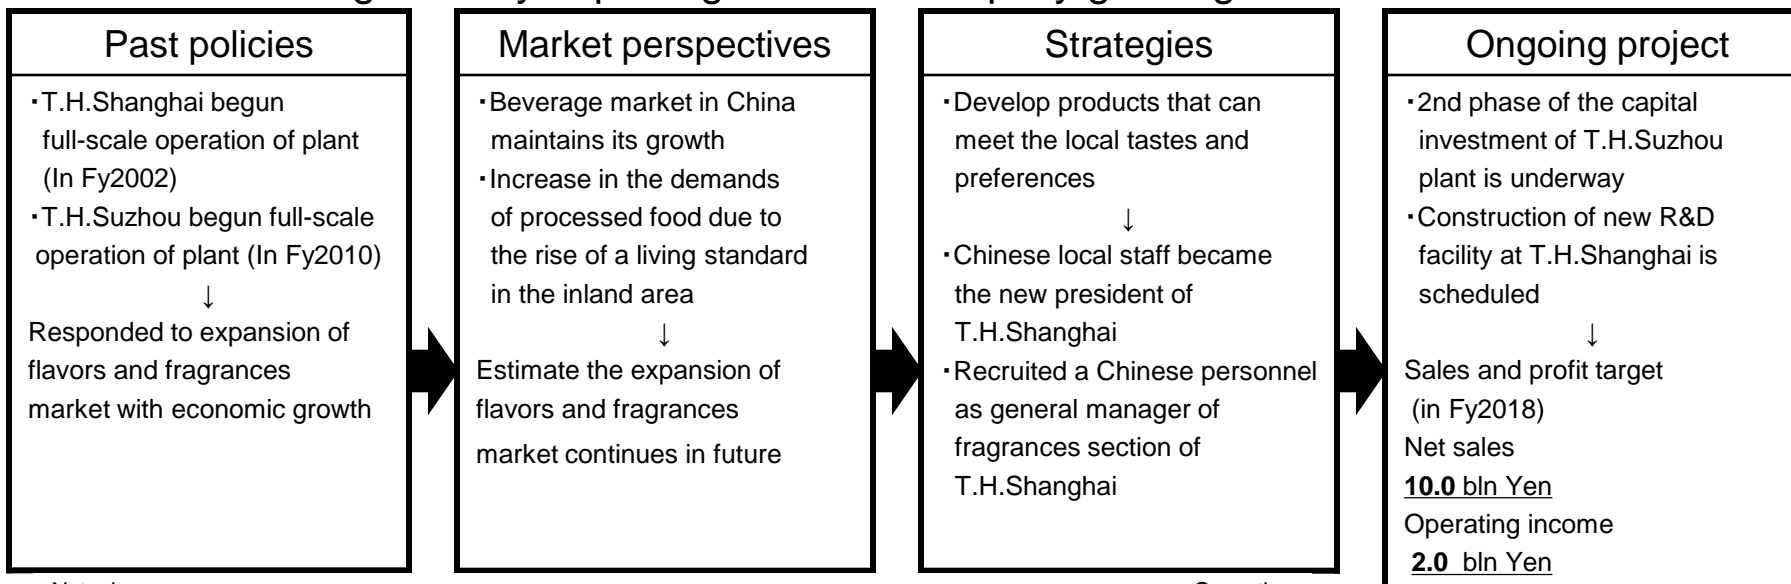 Past policies
・T.H.Shanghai begun
full-scale operation of plant
(In Fy2002)
・T.H.Suzhou begun full-scale
operation of plant (In Fy2010)
↓
Responded to expansion of
flavors and fragrances
market with economic growth
Market perspectives
・Beverage market in China
maintains its growth
・Increase in the demands
of processed food due to
the rise of a living standard
in the inland area
↓
Estimate the expansion of
flavors and fragrances
market continues in future
Strategies
・Develop products that can
meet the local tastes and
preferences
↓
・Chinese local staff became
the new president of
T.H.Shanghai
・Recruited a Chinese personnel
as general manager of
fragrances section of
T.H.Shanghai
Ongoing project
・2nd phase of the capital
investment of T.H.Suzhou
plant is underway
・Construction of new R&D
facility at T.H.Shanghai is
scheduled
↓
Sales and profit target
(in Fy2018)
Net sales
10.0 bln Yen
Operating income
2.0 bln Yen